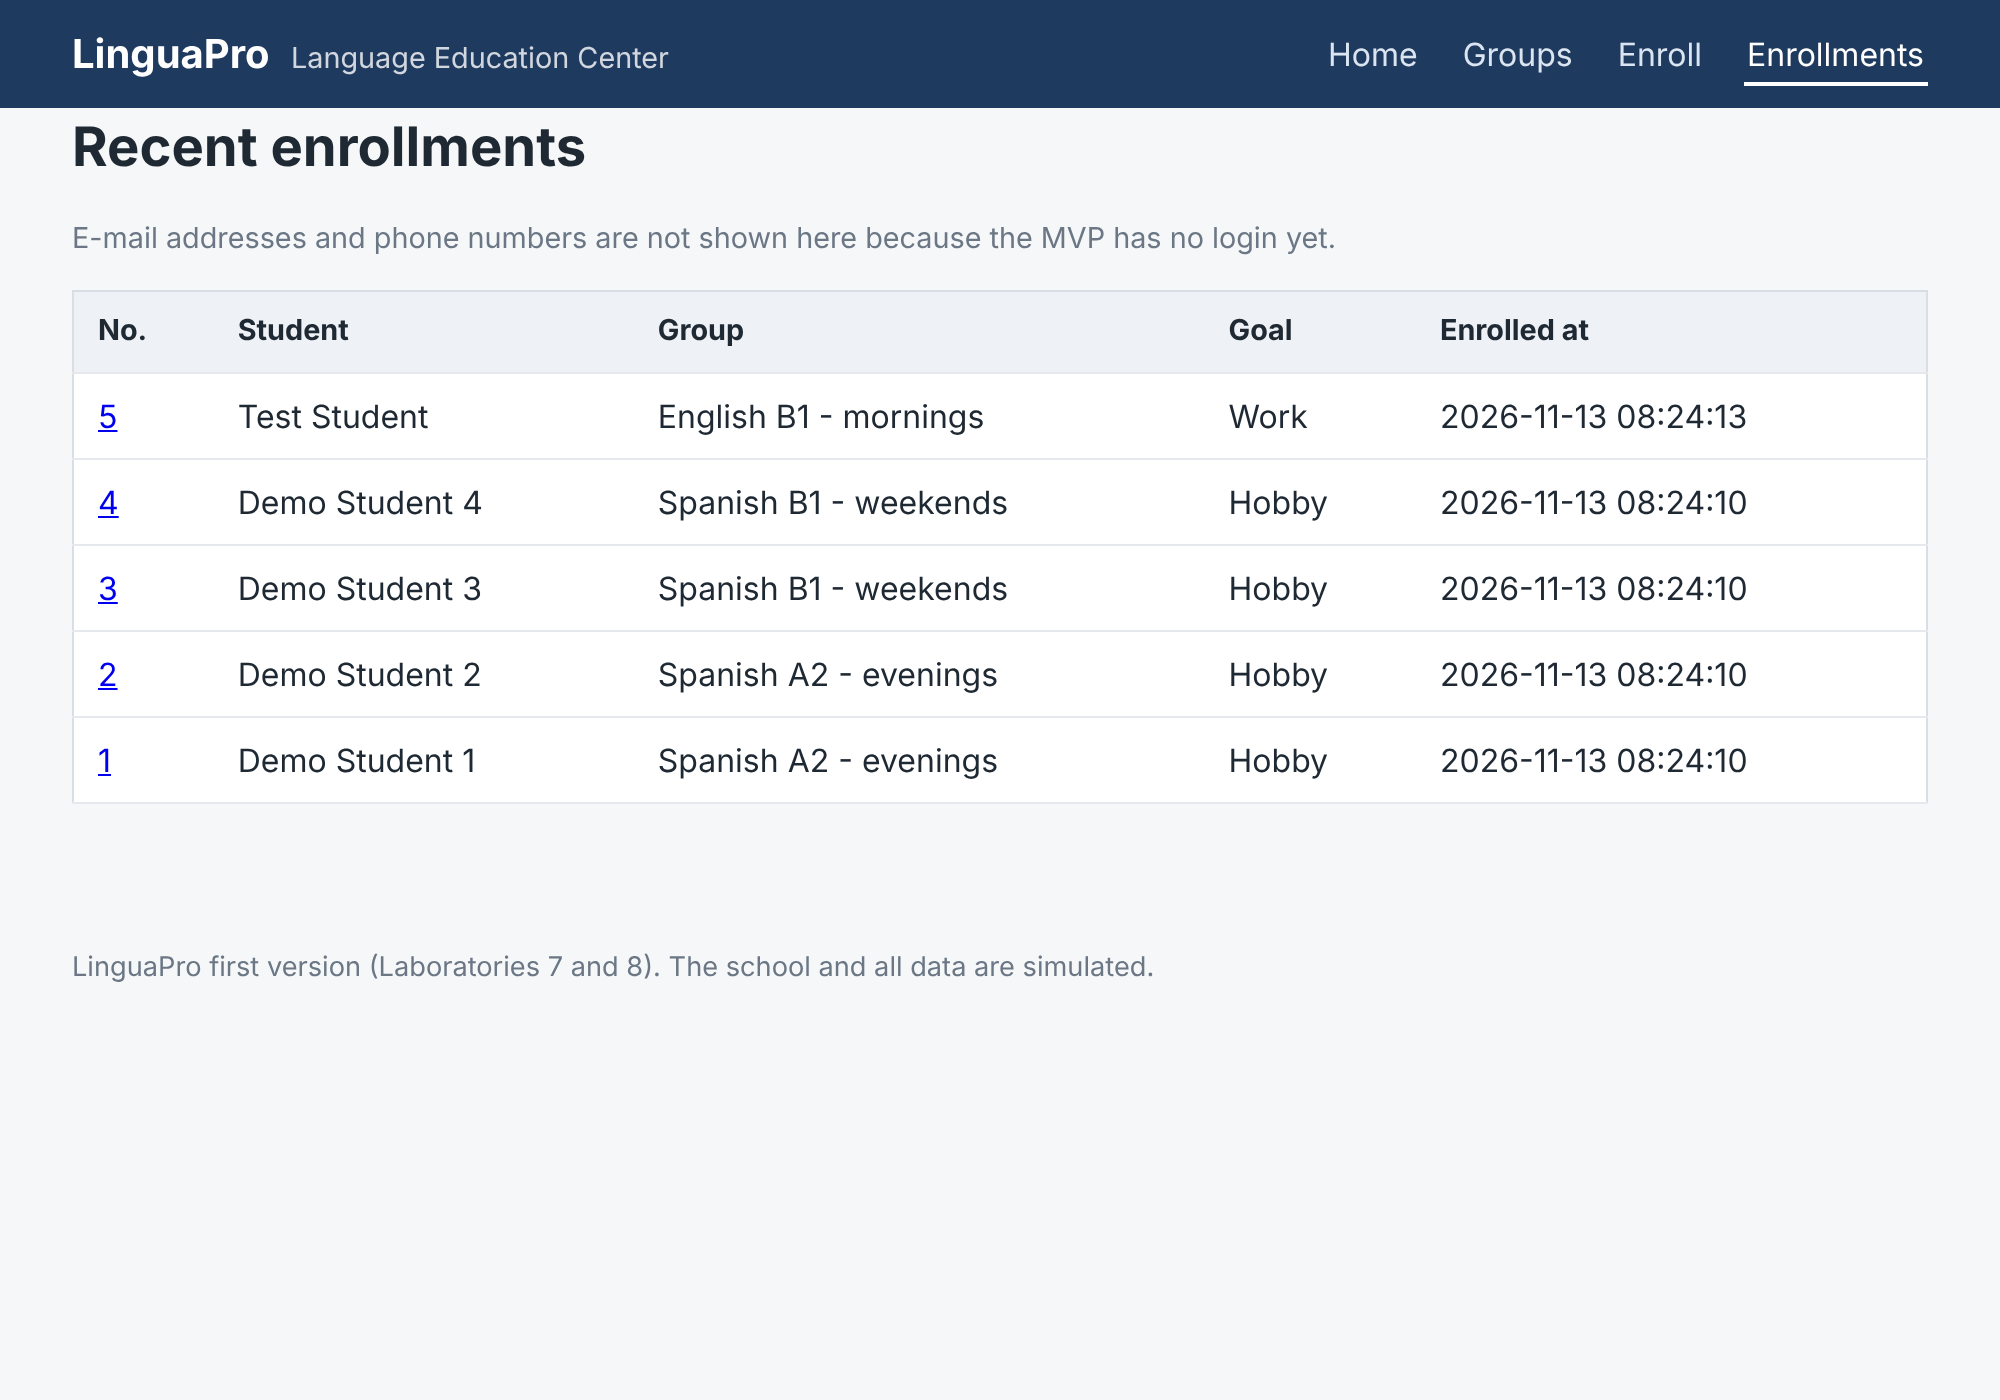 LinguaPro Language Education Center Home Groups Enroll Enrollments
Recent enrollments
E-mail addresses and phone numbers are not shown here because the MVP has no login yet.
No. Student Group Goal Enrolled at
5 Test Student English B1 - mornings Work 2026-11-13 08:24:13
4 Demo Student 4 Spanish B1 - weekends Hobby 2026-11-13 08:24:10
3 Demo Student 3 Spanish B1 - weekends Hobby 2026-11-13 08:24:10
2 Demo Student 2 Spanish A2 - evenings Hobby 2026-11-13 08:24:10
1 Demo Student 1 Spanish A2 - evenings Hobby 2026-11-13 08:24:10
LinguaPro first version (Laboratories 7 and 8). The school and all data are simulated.